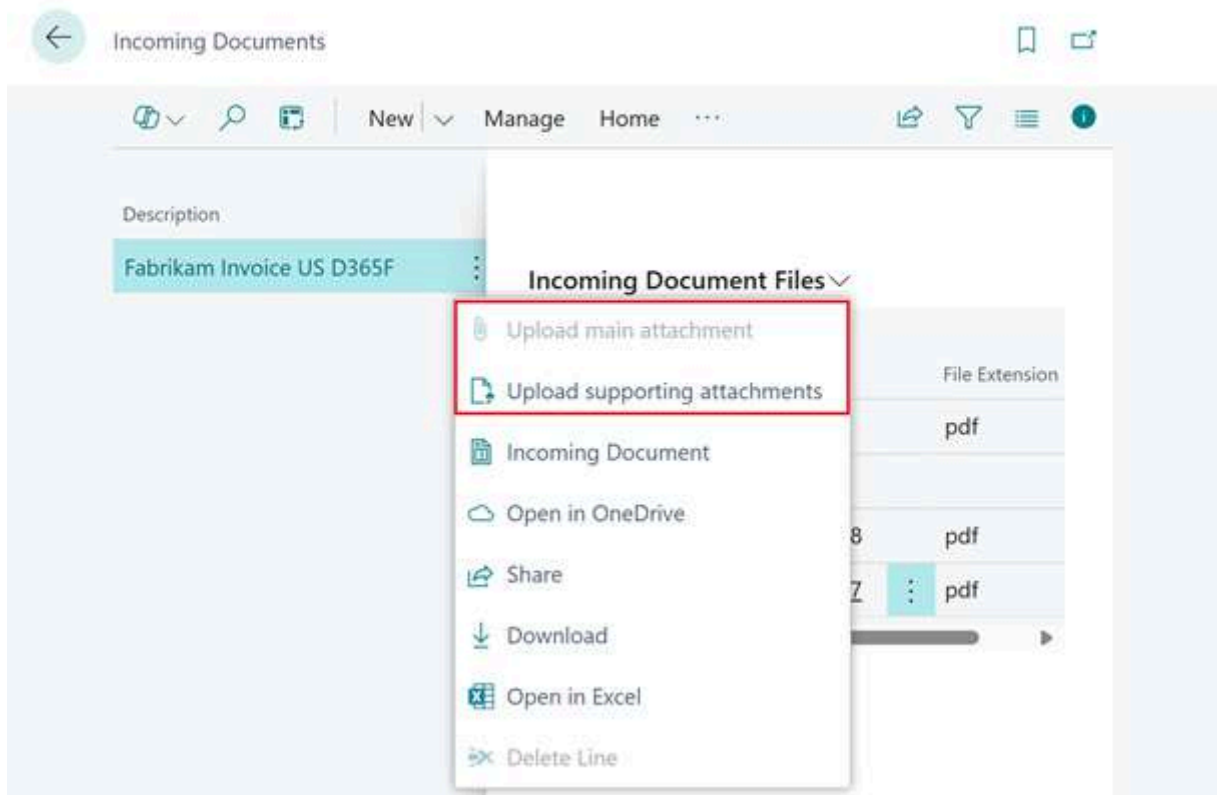 Incoming Documents
New Manage Home ...
Description
Fabrikam Invoice US D365F
Incoming Document Files
Upload main attachment
File Extension
Upload supporting attachments
pdf
Incoming Document
Open in OneDrive
8 pdf
Share
7 pdf
Download
Open in Excel
Delete Line